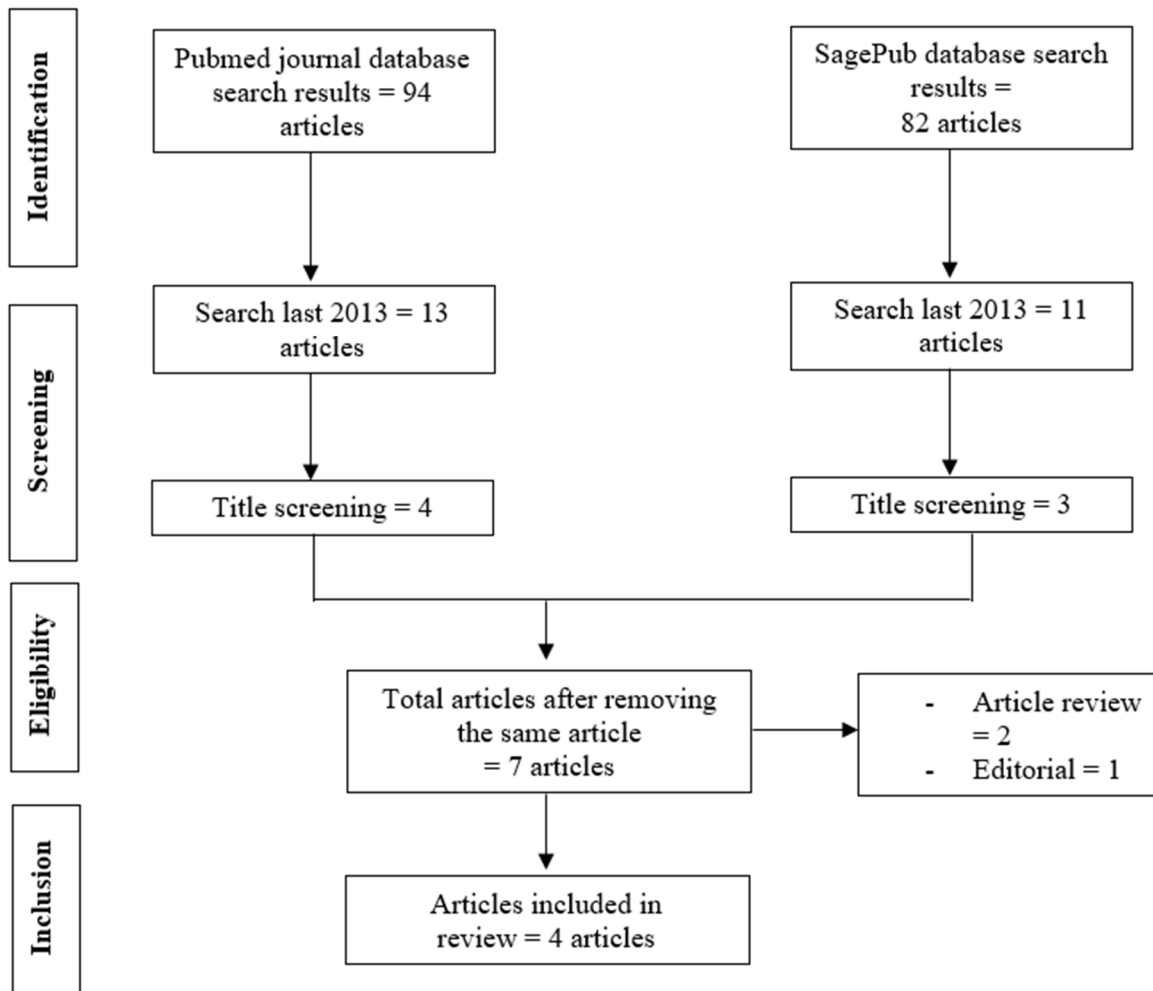 Identification
Pubmed journal database
search results = 94
articles
SagePub database search
results =
82 articles
Screening
Search last 2013 = 13
articles
Search last 2013 = 11
articles
Title screening = 4
Title screening = 3
Eligibility
Total articles after removing
the same article
= 7 articles
- Article review
= 2
- Editorial = 1
Inclusion
Articles included in
review = 4 articles